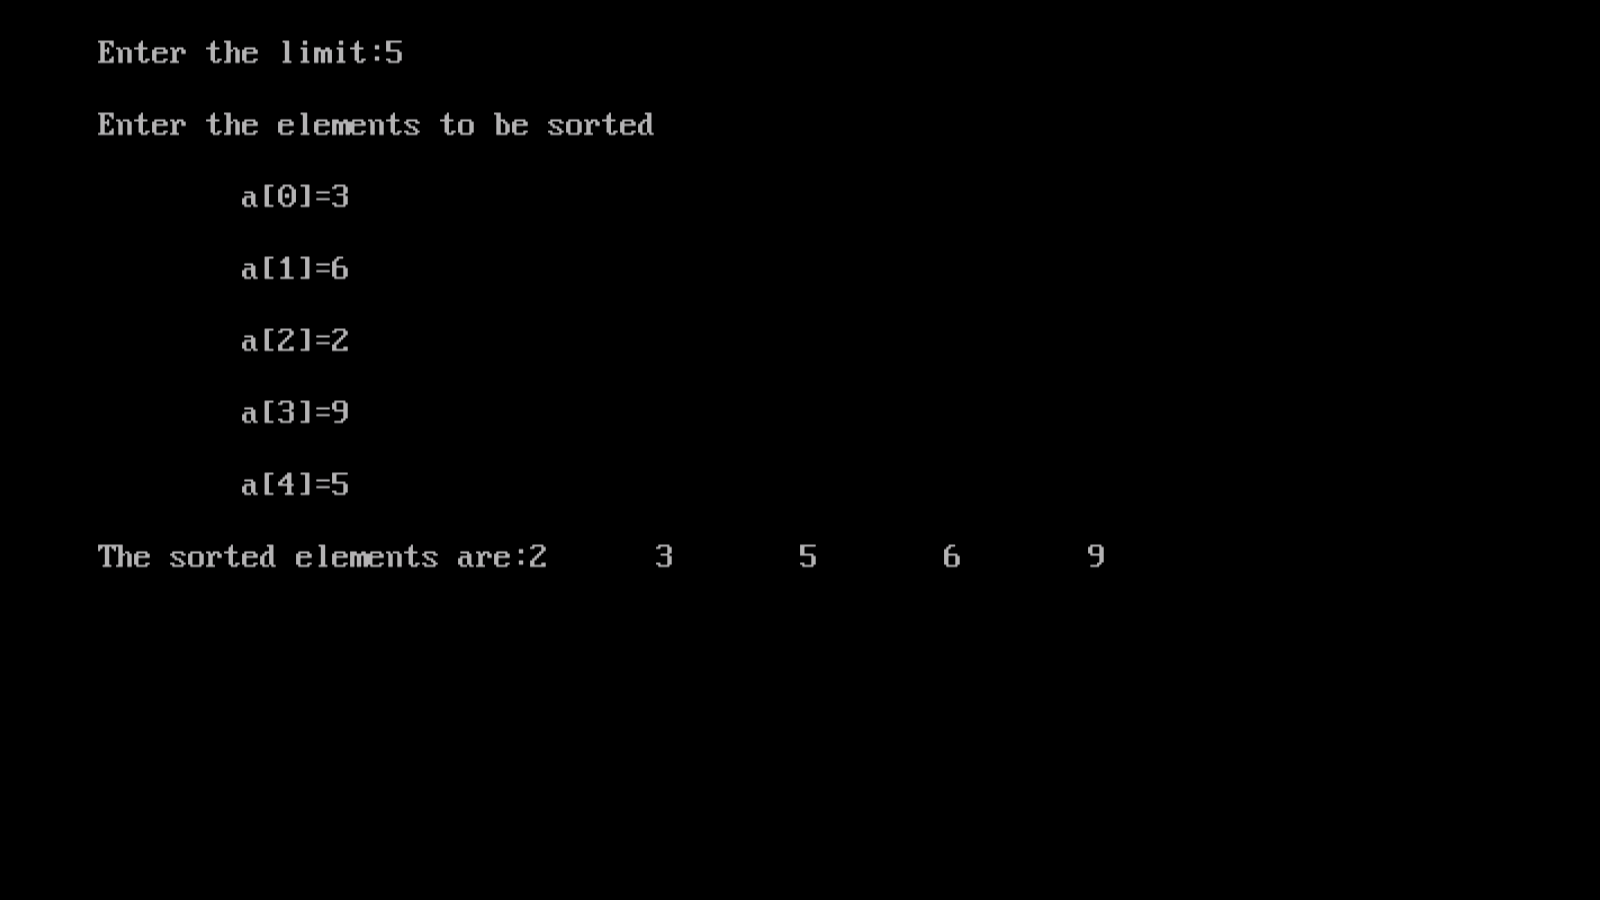 Enter the limit:5
Enter the elements to be sorted
a[0]=3
a[1]=6
a[2]=2
a[3]=9
a[4]=5
The sorted elements are:2 3 5 6 9